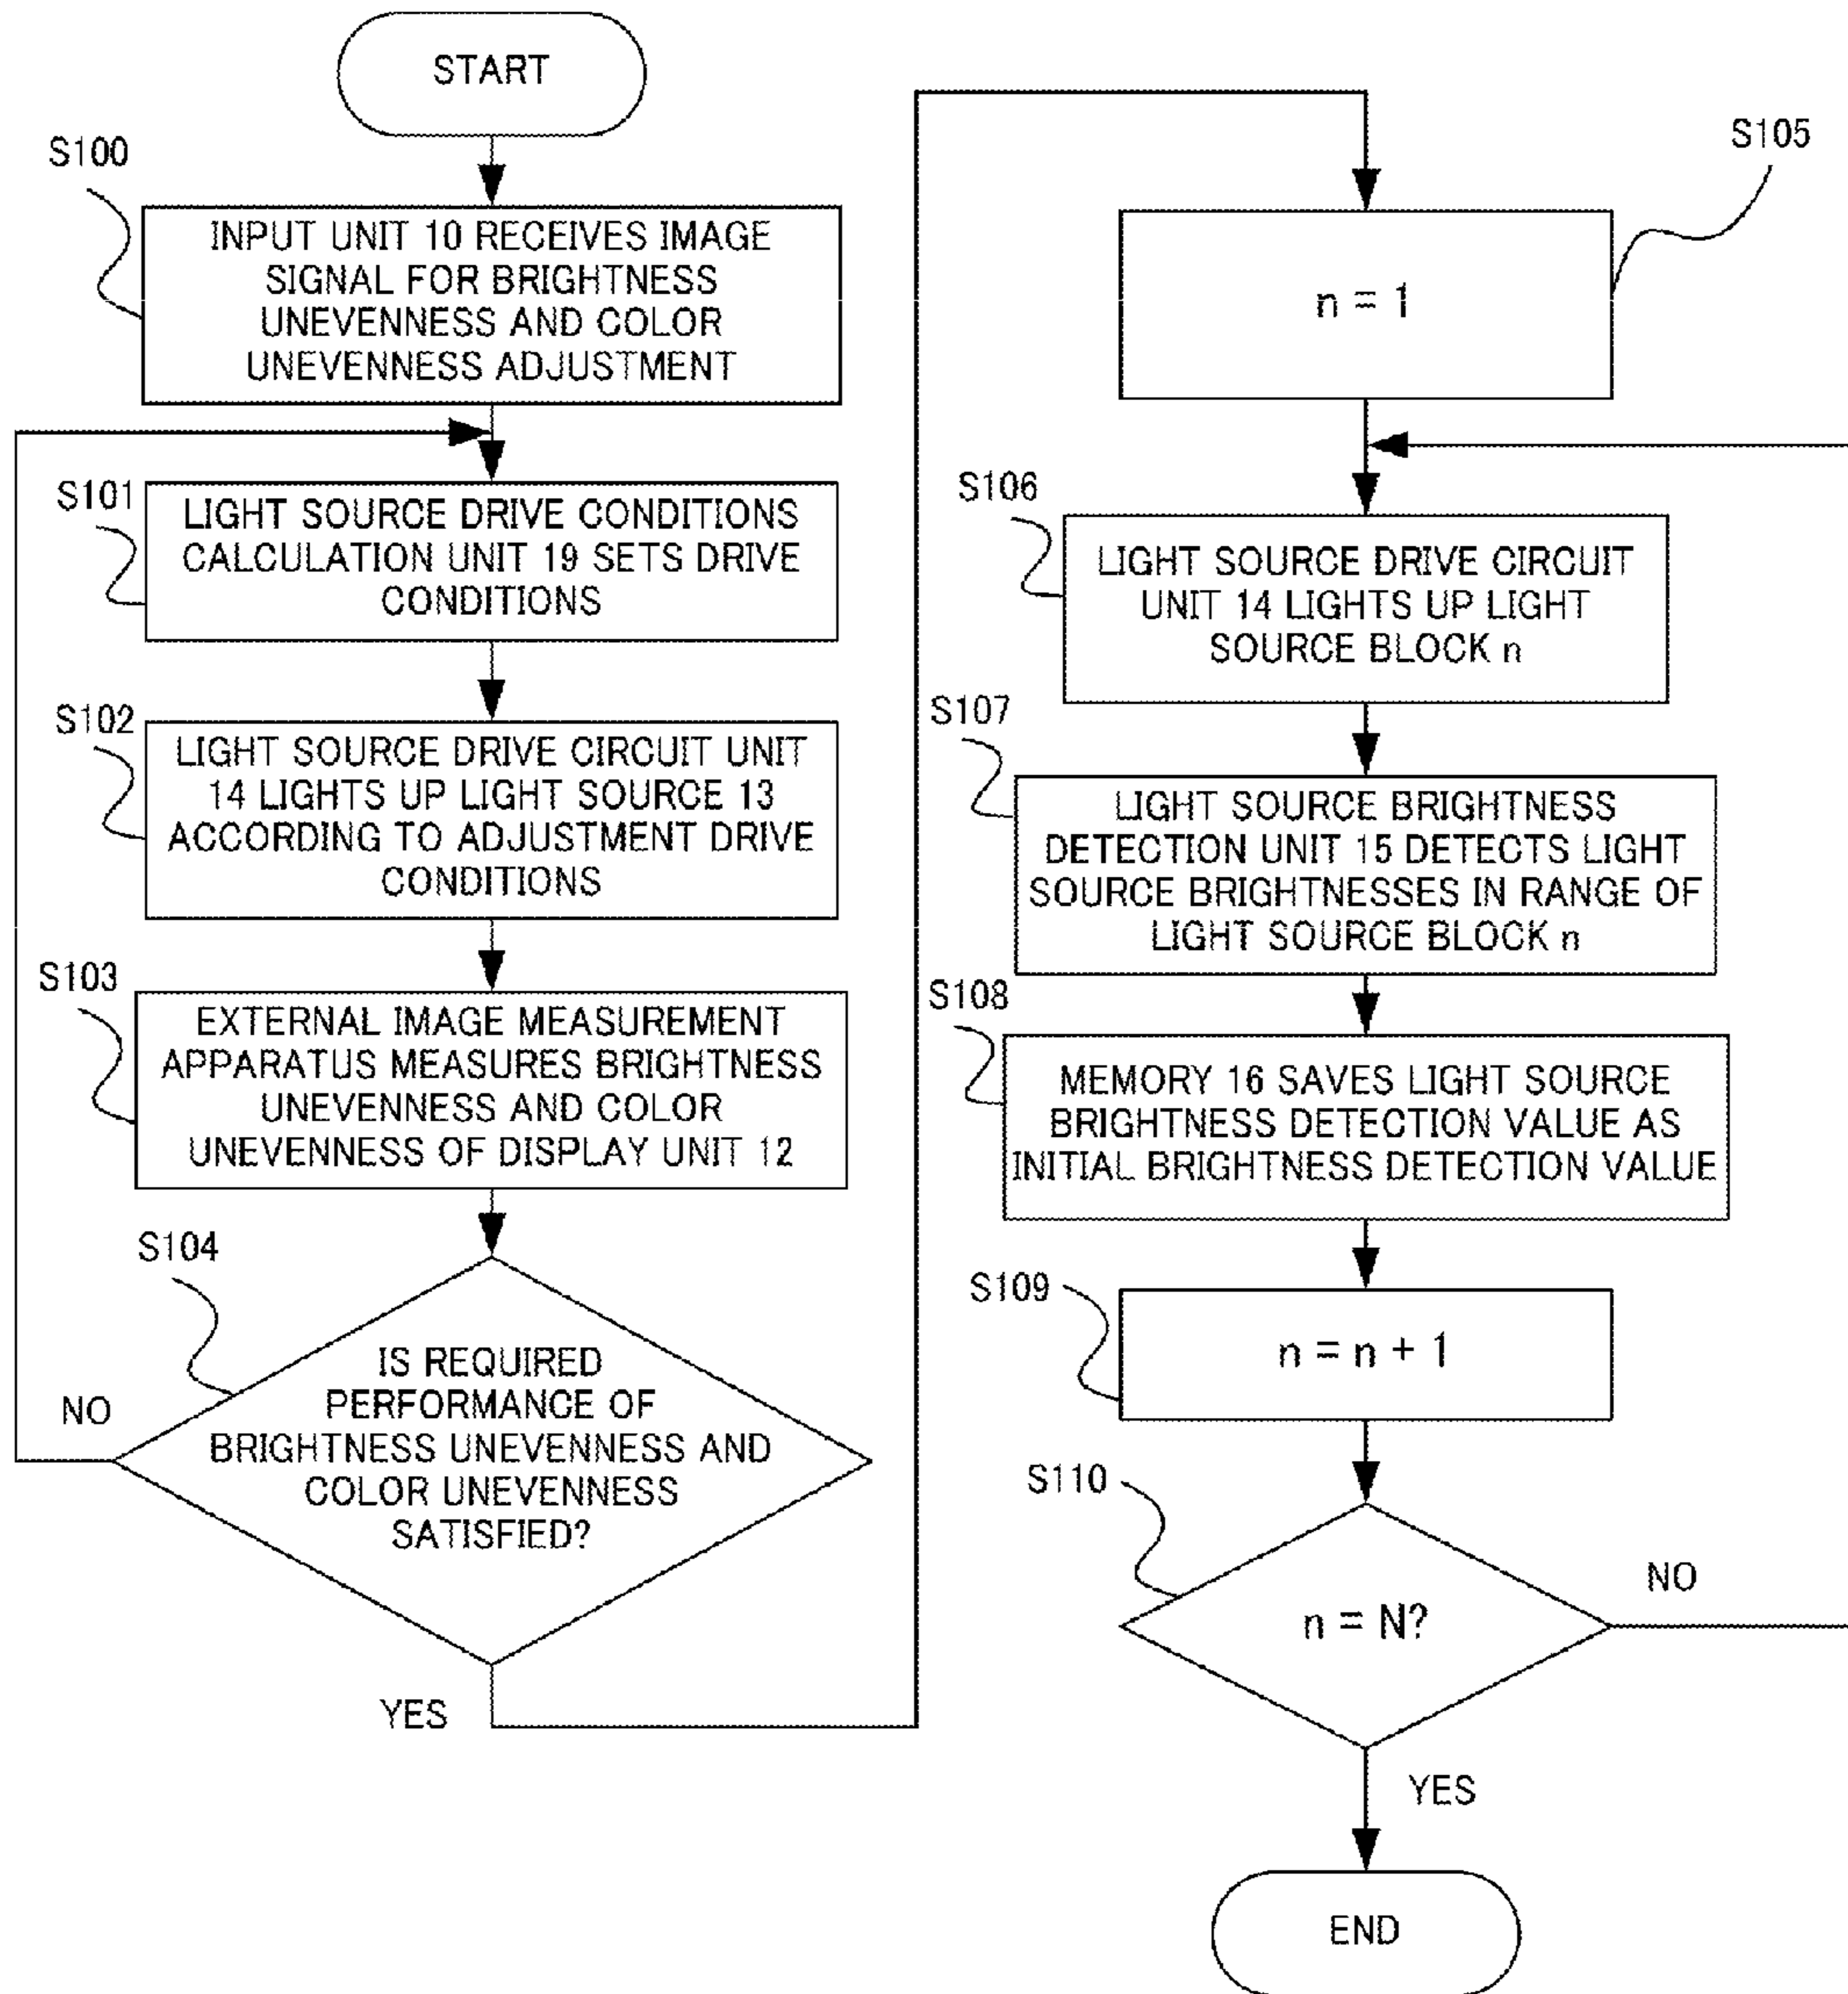 START
S100
INPUT UNIT 10 RECEIVES IMAGE
SIGNAL FOR BRIGHTNESS
UNEVENNESS AND COLOR
UNEVENNESS ADJUSTMENT
S101
LIGHT SOURCE DRIVE CONDITIONS
CALCULATION UNIT 19 SETS DRIVE
CONDITIONS
S102
LIGHT SOURCE DRIVE CIRCUIT UNIT
14 LIGHTS UP LIGHT SOURCE 13
ACCORDING TO ADJUSTMENT DRIVE
CONDITIONS
S103
EXTERNAL IMAGE MEASUREMENT
APPARATUS MEASURES BRIGHTNESS
UNEVENNESS AND COLOR
UNEVENNESS OF DISPLAY UNIT 12
S104
IS REQUIRED
PERFORMANCE OF
BRIGHTNESS UNEVENNESS AND
COLOR UNEVENNESS
SATISFIED?
NO
YES
S105
n = 1
S106
LIGHT SOURCE DRIVE CIRCUIT
UNIT 14 LIGHTS UP LIGHT
SOURCE BLOCK n
S107
LIGHT SOURCE BRIGHTNESS
DETECTION UNIT 15 DETECTS LIGHT
SOURCE BRIGHTNESSES IN RANGE OF
LIGHT SOURCE BLOCK n
S108
MEMORY 16 SAVES LIGHT SOURCE
BRIGHTNESS DETECTION VALUE AS
INITIAL BRIGHTNESS DETECTION VALUE
S109
n = n + 1
S110
n = N?
NO
YES
END